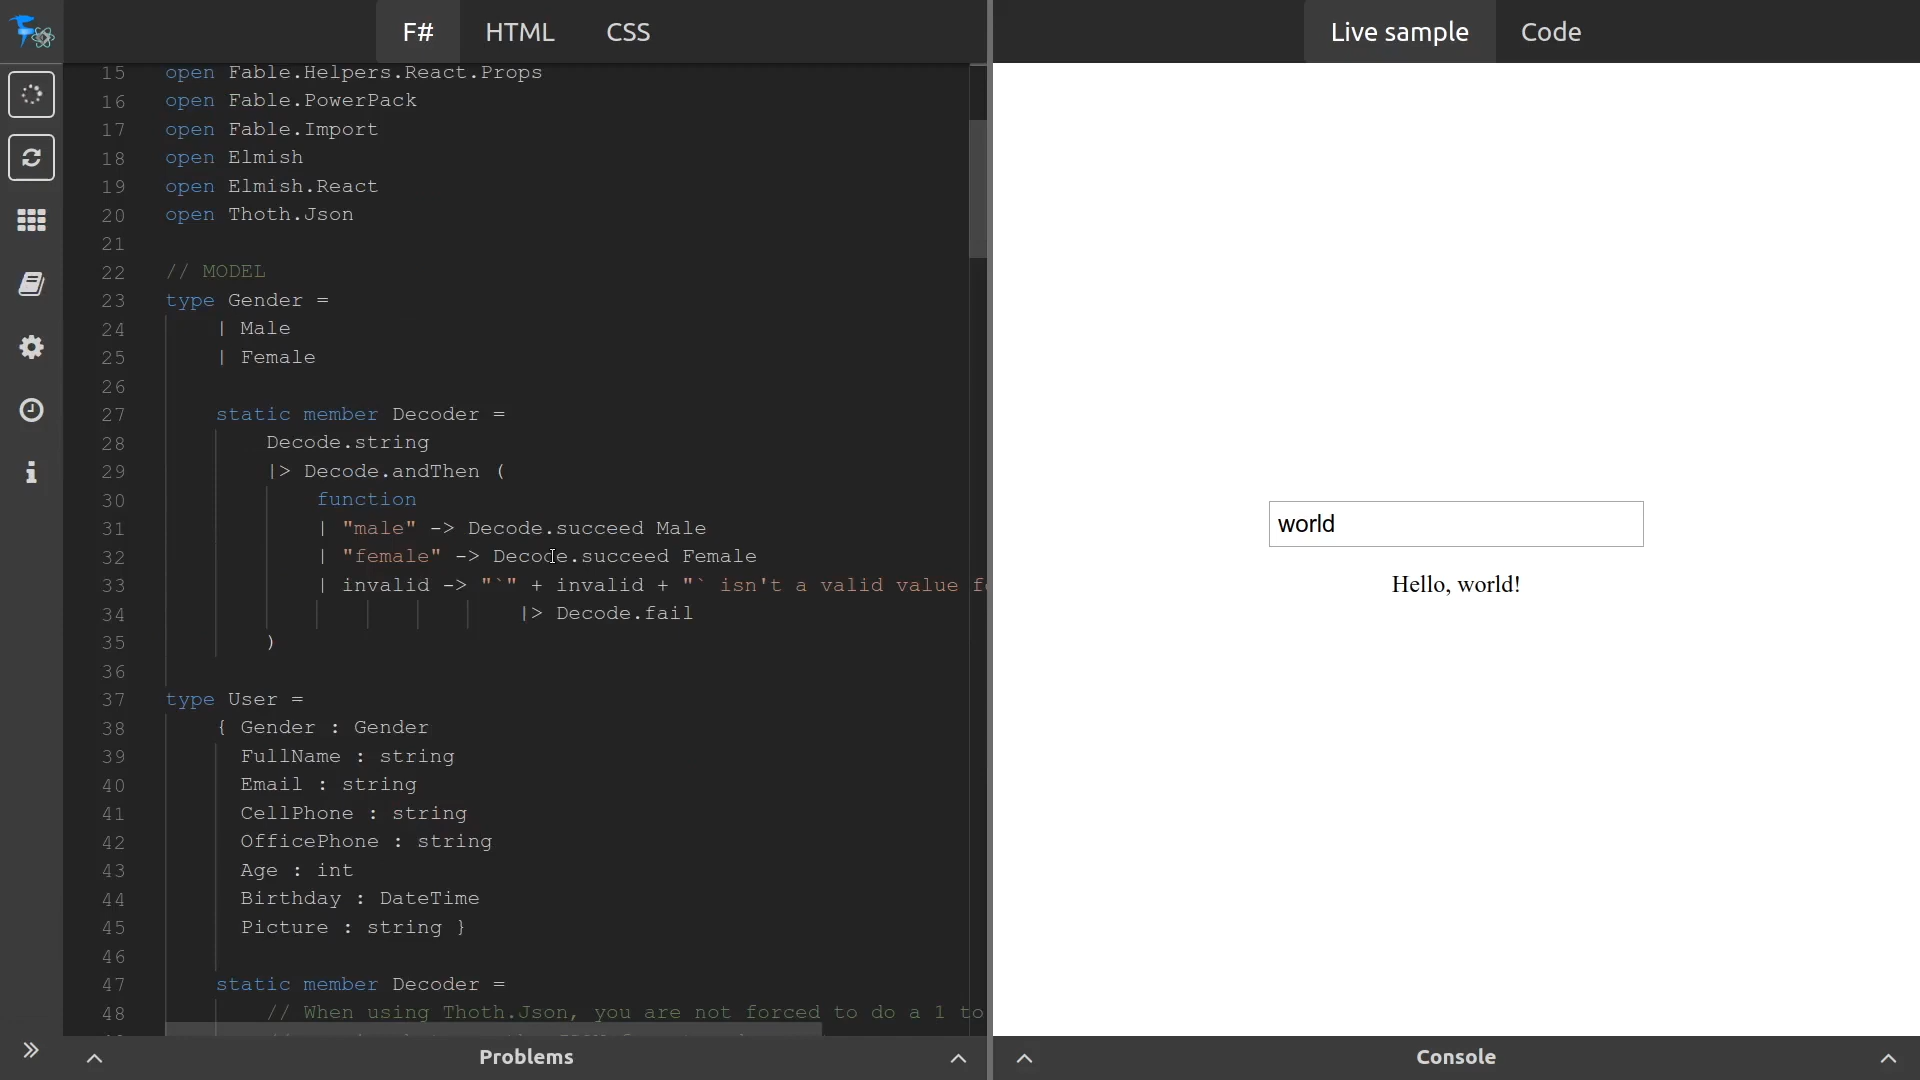 F# HTML CSS
Live sample Code
15 open Fable.Helpers.React.Props
16 open Fable.PowerPack
17 open Fable.Import
18 open Elmish
19 open Elmish.React
20 open Thoth.Json
21
22 // MODEL
23 type Gender =
24 | Male
25 | Female
26
27 static member Decoder =
28 Decode.string
29 |> Decode.andThen (
30 function
31 | "male" -> Decode.succeed Male
32 | "female" -> Decode.succeed Female
33 | invalid -> "`" + invalid + "` isn't a valid value f
34 |> Decode.fail
35 )
36
37 type User =
38 { Gender : Gender
39 FullName : string
40 Email : string
41 CellPhone : string
42 OfficePhone : string
43 Age : int
44 Birthday : DateTime
45 Picture : string }
46
47 static member Decoder =
48 // When using Thoth.Json, you are not forced to do a 1 to
world
Hello, world!
Problems
Console